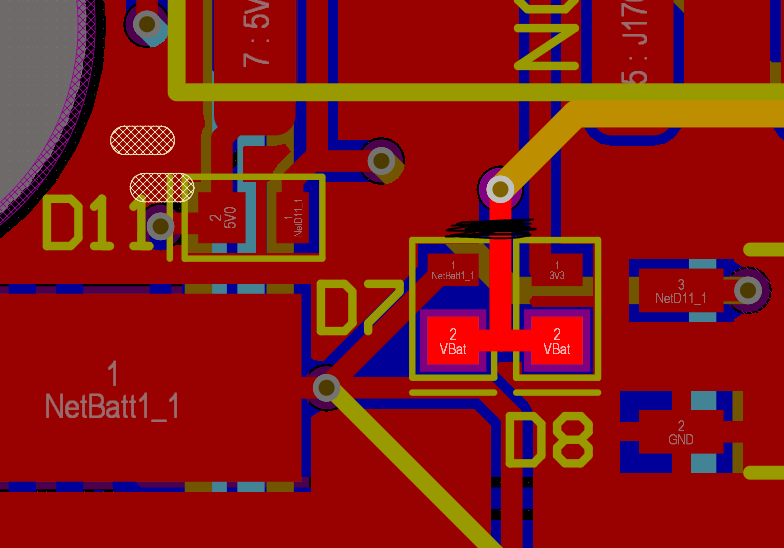 7 : 5V
NC
5 : J170
D11
2
5V0
1
NetD11_1
1
NetBatt1_1
1
3v3
3
NetD11_1
D7
2
VBat
2
VBat
1
NetBatt1_1
D8
2
GND